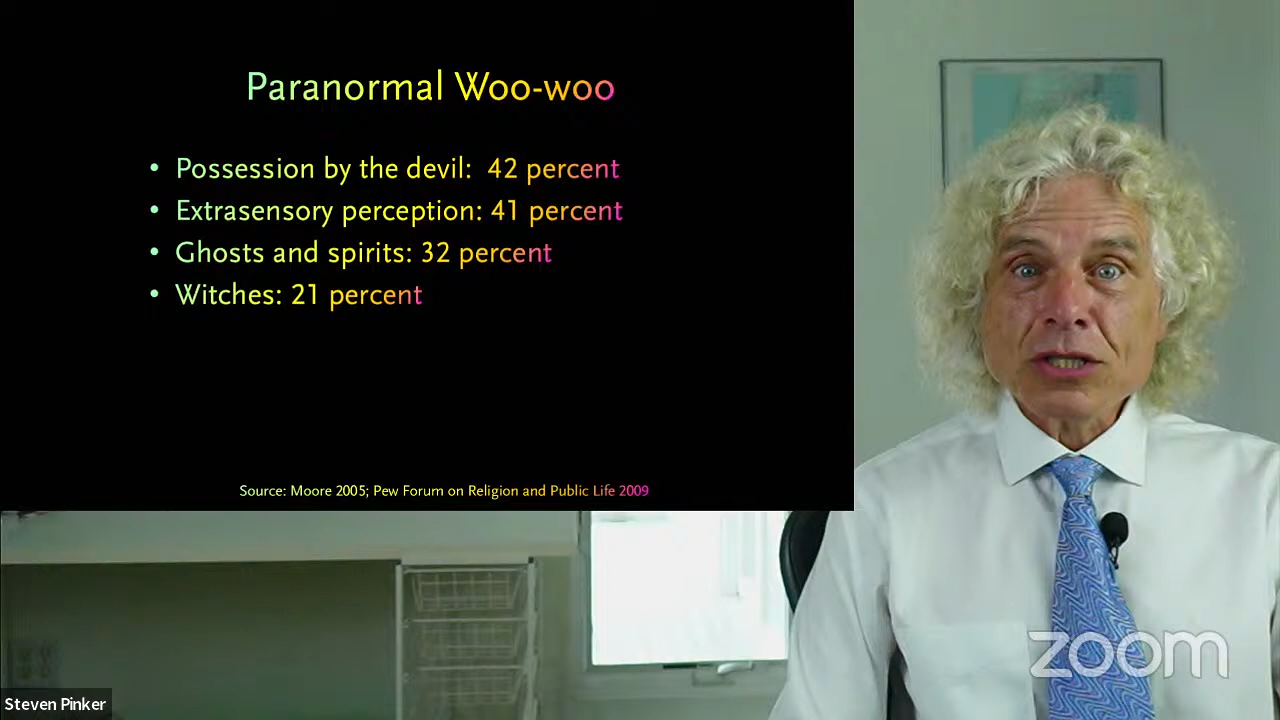 Paranormal Woo-woo
• Possession by the devil: 42 percent
• Extrasensory perception: 41 percent
• Ghosts and spirits: 32 percent
• Witches: 21 percent
Source: Moore 2005; Pew Forum on Religion and Public Life 2009
zoom
Steven Pinker